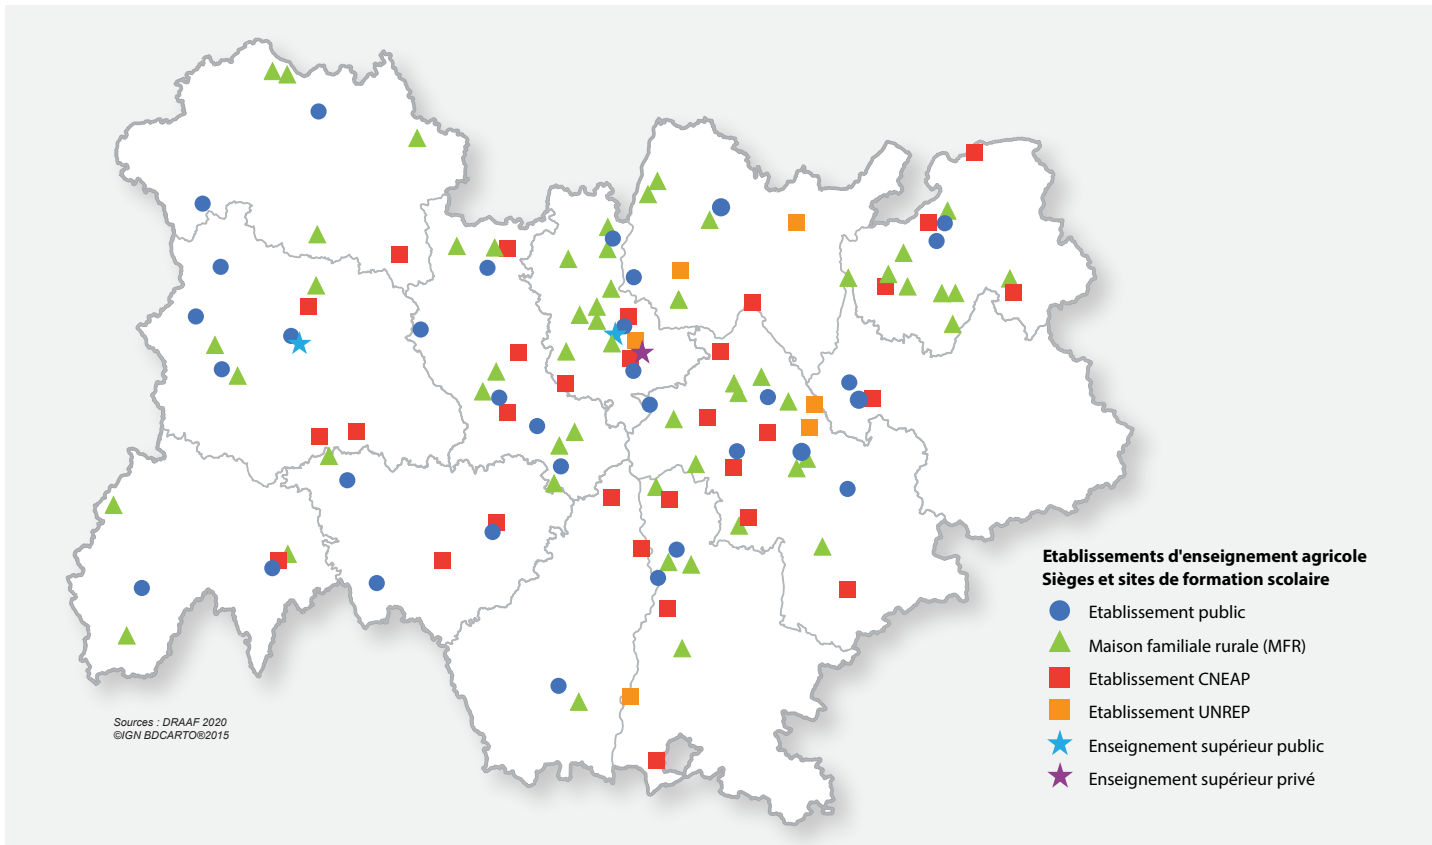 Etablissements d'enseignement agricole
Sièges et sites de formation scolaire
Etablissement public
Maison familiale rurale (MFR)
Etablissement CNEAP
Etablissement UNREP
Enseignement supérieur public
Enseignement supérieur privé
Sources : DRAAF 2020
©IGN BDCARTO®2015